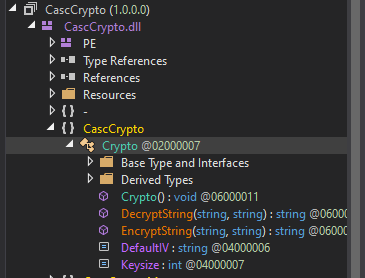 CascCrypto (1.0.0.0)
CascCrypto.dll
PE
Type References
References
Resources
{ } -
{ } CascCrypto
Crypto @02000007
Base Type and Interfaces
Derived Types
Crypto() : void @06000011
DecryptString(string, string) : string @0600
EncryptString(string, string) : string @0600
DefaultIV : string @04000006
Keysize : int @04000007